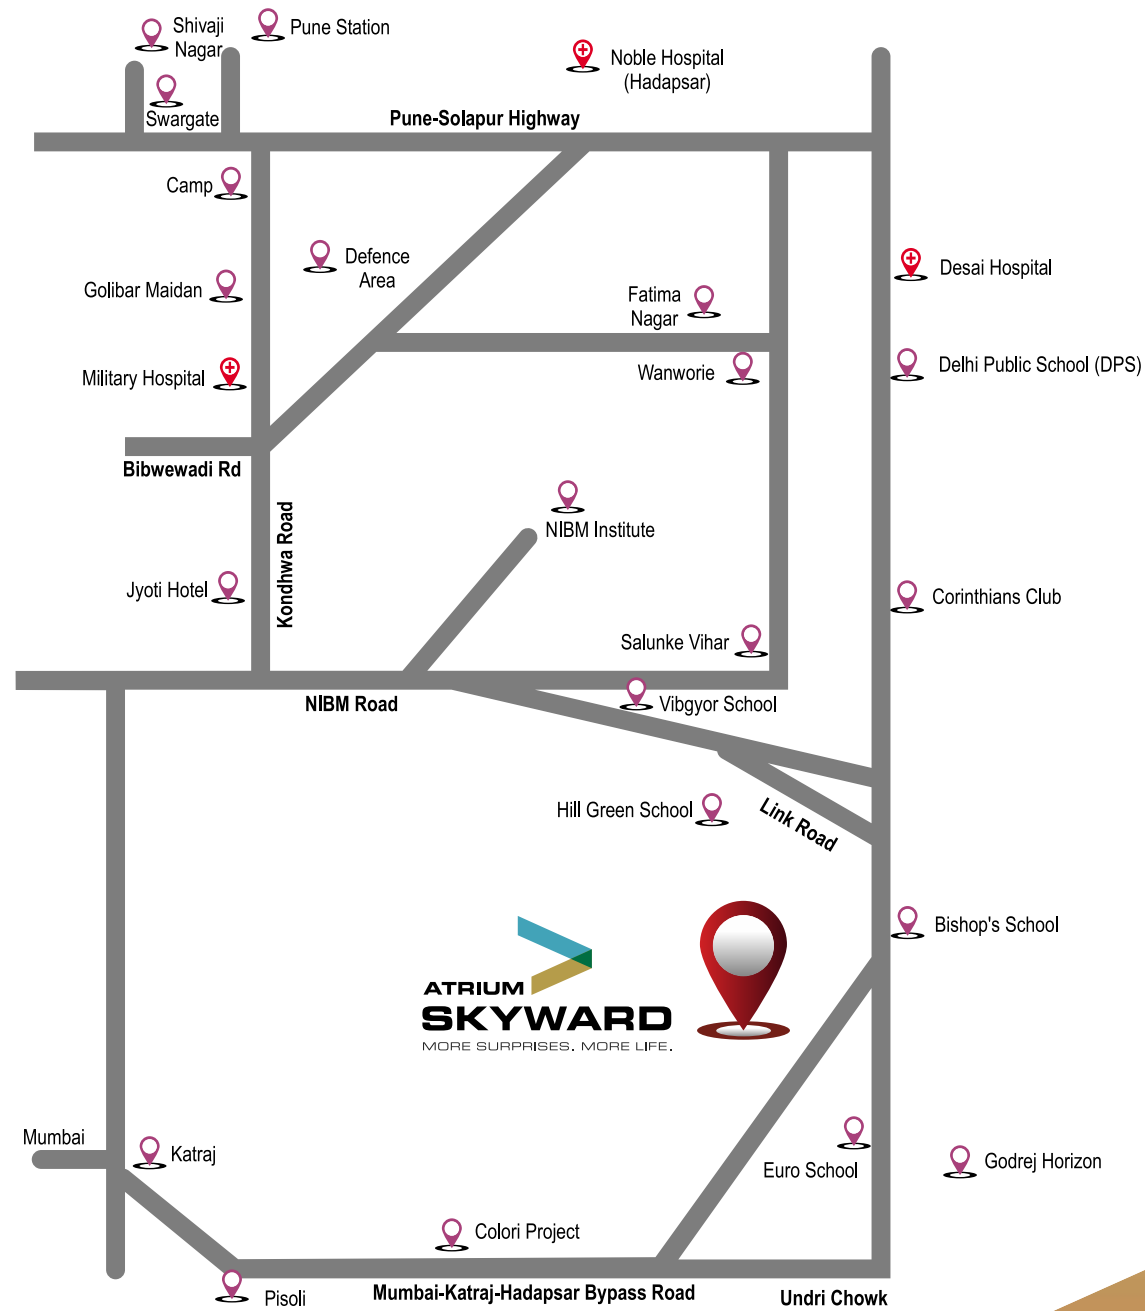 Shivaji
Nagar
Pune Station
Noble Hospital
(Hadapsar)
Swargate
Pune-Solapur Highway
Camp
Defence
Area
Desai Hospital
Golibar Maidan
Fatima
Nagar
Military Hospital
Wanworie
Delhi Public School (DPS)
Bibwewadi Rd
Kondhwa Road
NIBM Institute
Jyoti Hotel
Corinthians Club
Salunke Vihar
NIBM Road
Vibgyor School
Hill Green School
Link Road
Bishop's School
ATRIUM
SKYWARD
MORE SURPRISES. MORE LIFE.
Mumbai
Katraj
Euro School
Godrej Horizon
Colori Project
Pisoli
Mumbai-Katraj-Hadapsar Bypass Road
Undri Chowk